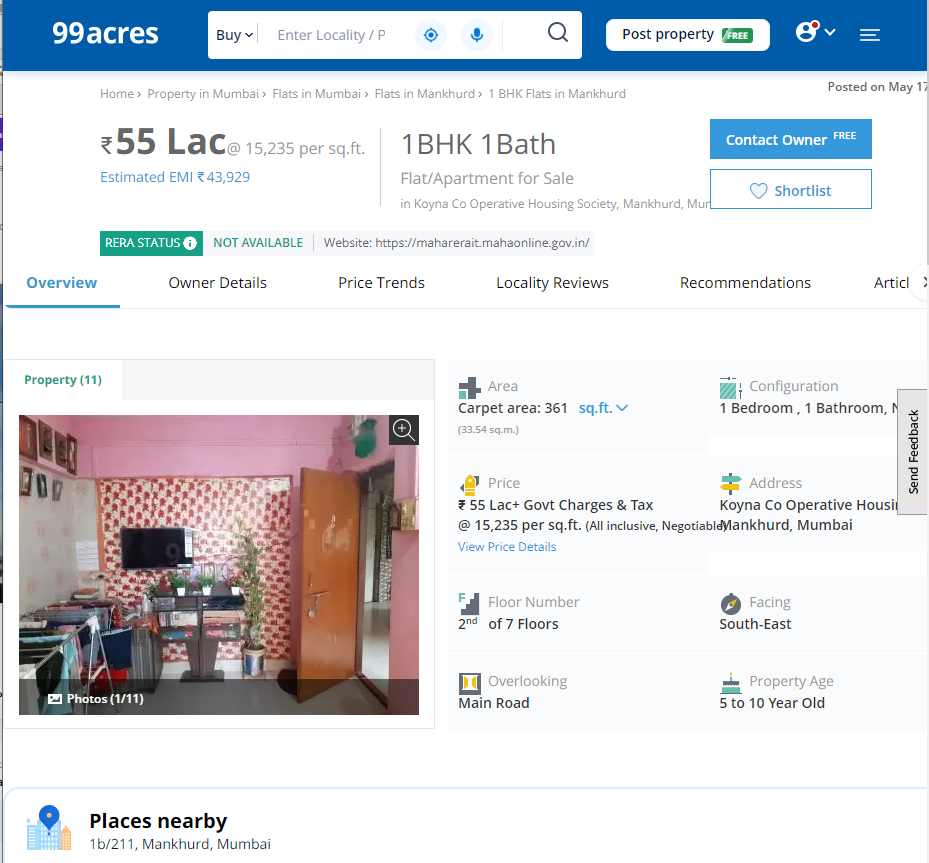 99acres
Buy
Enter Locality / P
Post property FREE
Posted on May 17
Home › Property in Mumbai › Flats in Mumbai › Flats in Mankhurd › 1 BHK Flats in Mankhurd
₹55 Lac @ 15,235 per sq.ft.
Estimated EMI ₹43,929
1BHK 1Bath
Flat/Apartment for Sale
in Koyna Co Operative Housing Society, Mankhurd, Mur
Contact Owner FREE
Shortlist
RERA STATUS i NOT AVAILABLE Website: https://maharerait.mahaonline.gov.in/
Overview Owner Details Price Trends Locality Reviews Recommendations Articl
Property (11)
Photos (1/11)
Area
Carpet area: 361 sq.ft.
(33.54 sq.m.)
Configuration
1 Bedroom , 1 Bathroom, N
Price
₹ 55 Lac+ Govt Charges & Tax
@ 15,235 per sq.ft. (All inclusive, Negotiable)
View Price Details
Address
Koyna Co Operative Housi
Mankhurd, Mumbai
F
Floor Number
2nd of 7 Floors
Facing
South-East
Overlooking
Main Road
Property Age
5 to 10 Year Old
Send Feedback
Places nearby
1b/211, Mankhurd, Mumbai